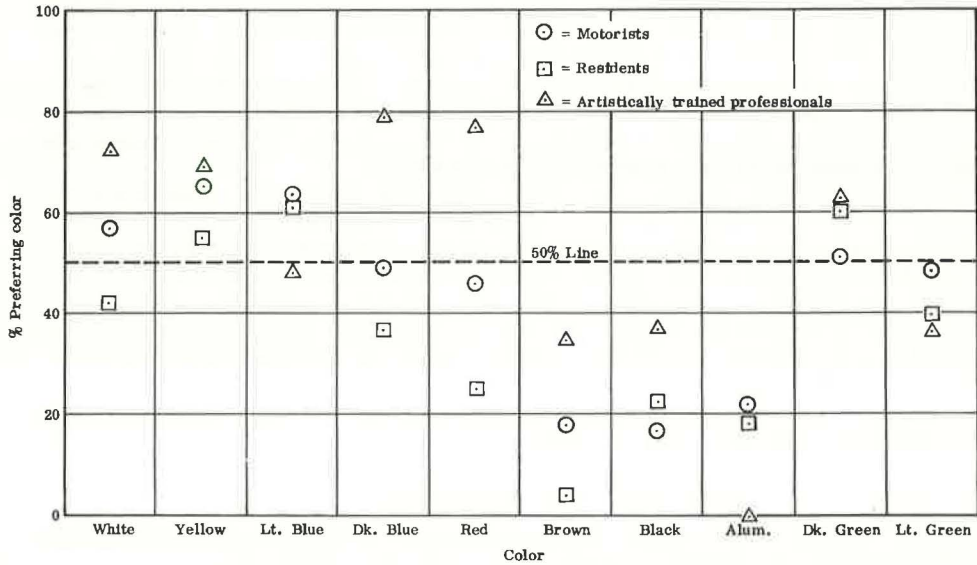 100
80
60
40
20
0
% Preferring color
= Motorists
= Residents
= Artistically trained professionals
50% Line
White Yellow Lt. Blue Dk. Blue Red Brown Black Alum. Dk. Green Lt. Green
Color